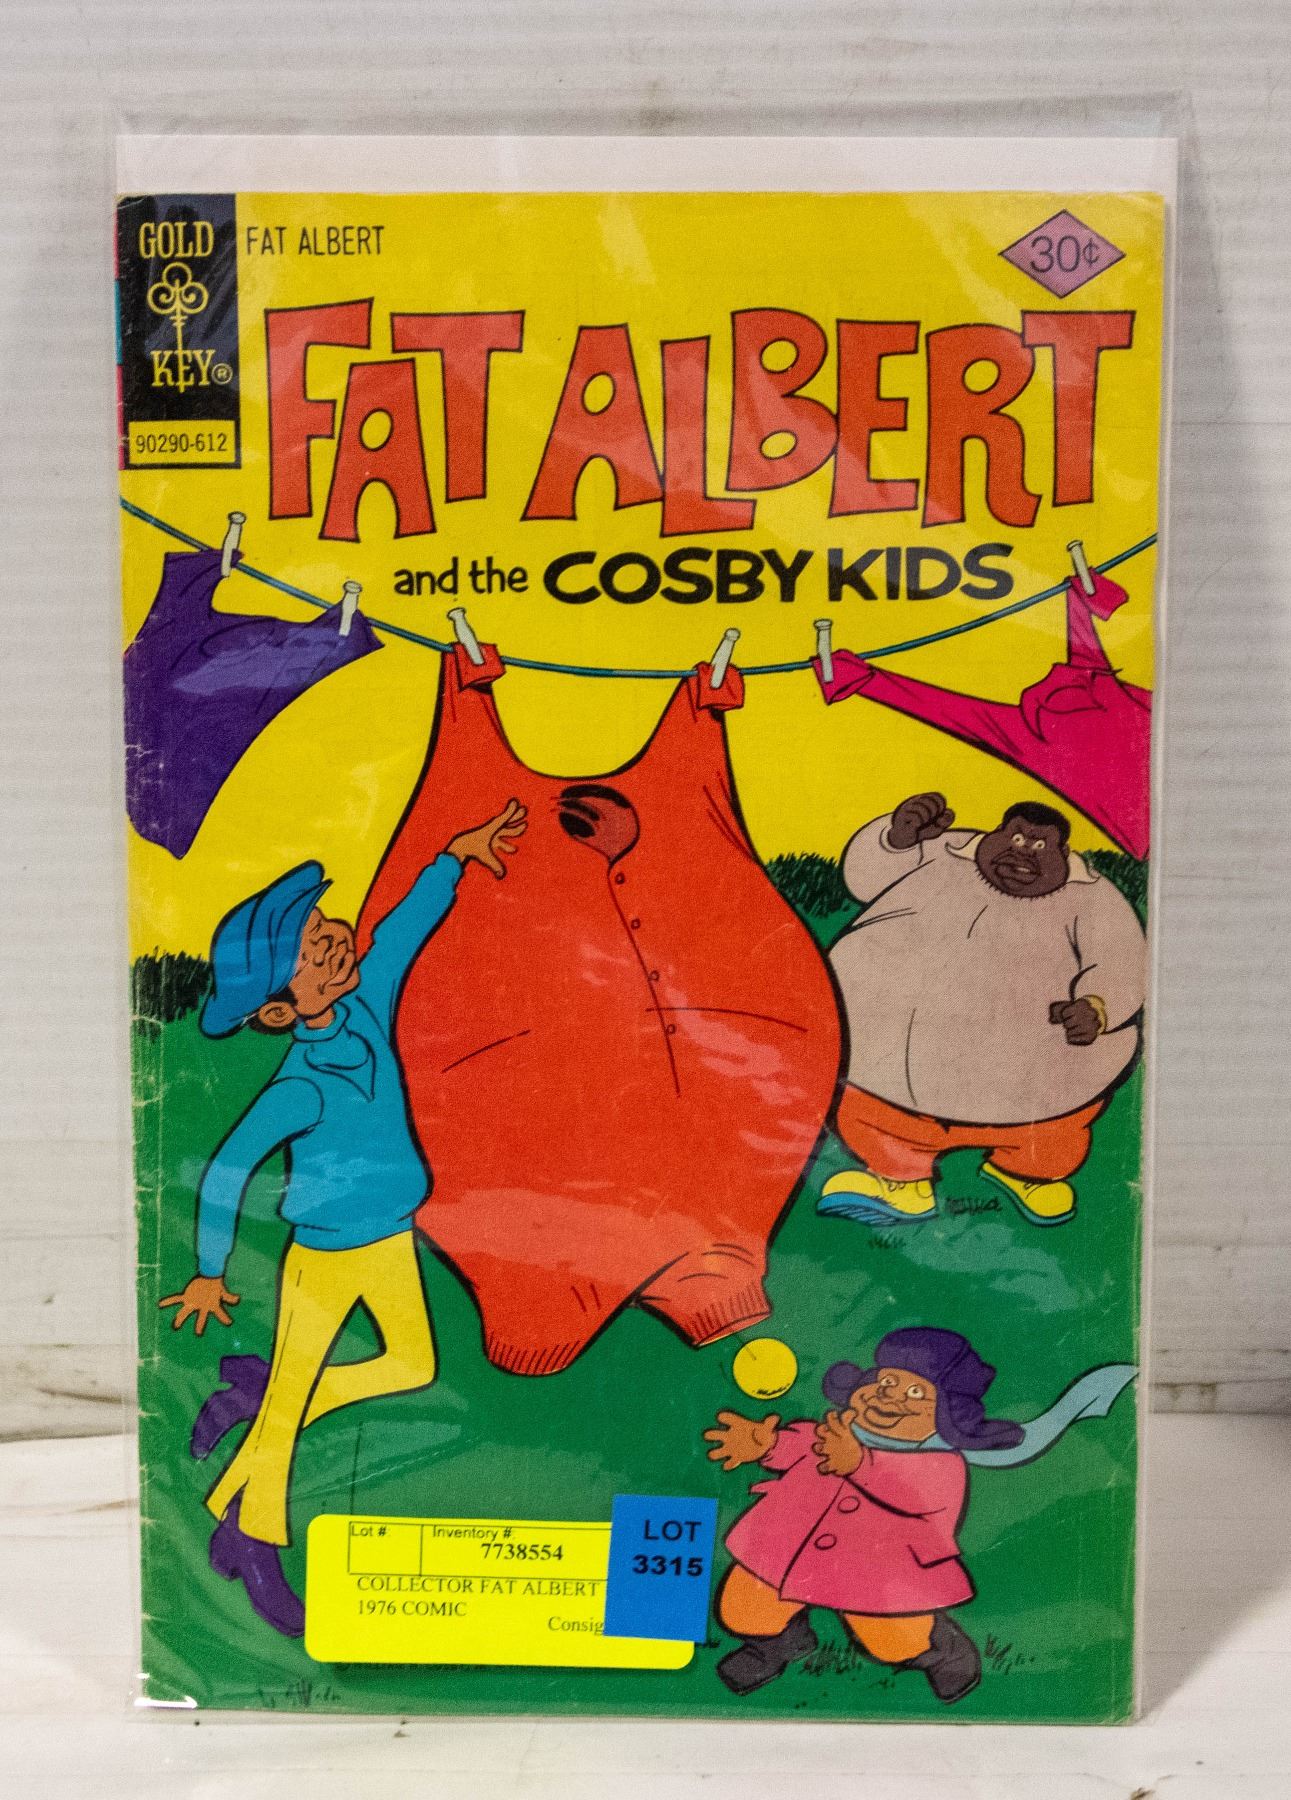 GOLD
KEY®
FAT ALBERT
30¢
90290-612
FAT ALBERT
and the COSBY KIDS
Lot #:
Inventory #:
7738554
COLLECTOR FAT ALBERT
1976 COMIC
Consig
LOT
3315